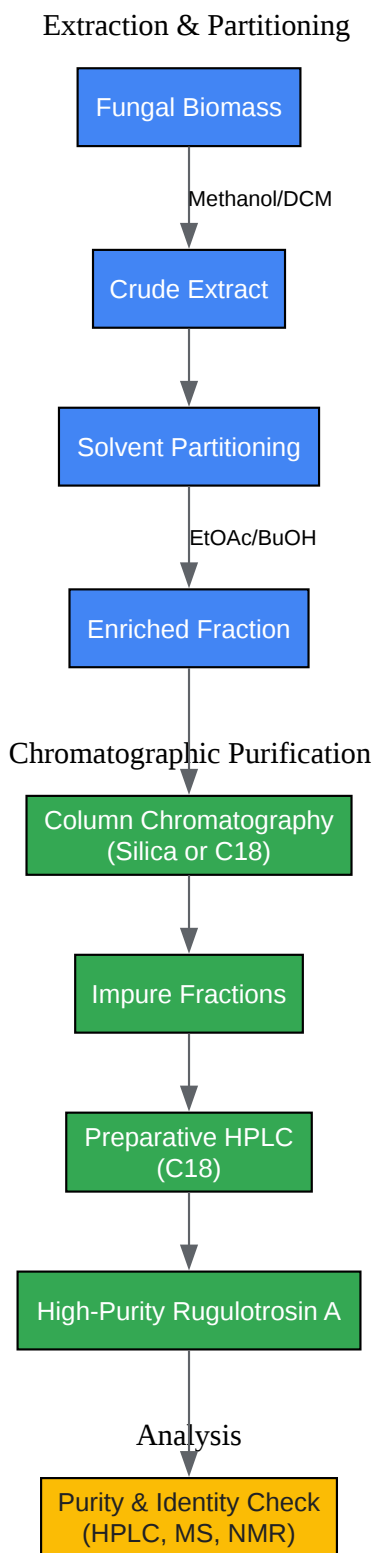 Extraction & Partitioning
Fungal Biomass
Methanol/DCM
Crude Extract
Solvent Partitioning
EtOAc/BuOH
Enriched Fraction
Chromatographic Purification
Column Chromatography
(Silica or C18)
Impure Fractions
Preparative HPLC
(C18)
High-Purity Rugulotrosin A
Analysis
Purity & Identity Check
(HPLC, MS, NMR)